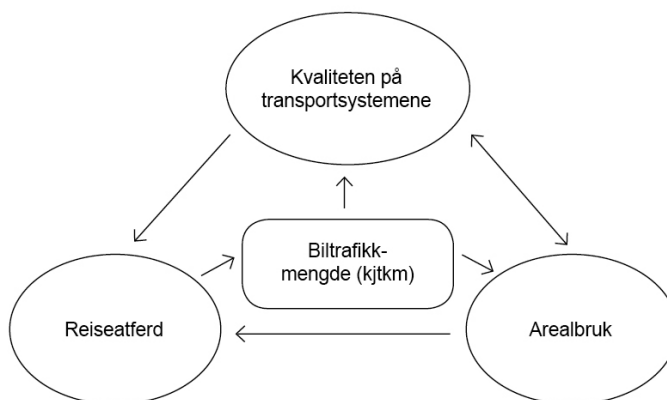 Kvaliteten på
transportsystemene
Biltrafikk-
mengde (kjtkm)
Reiseatferd
Arealbruk